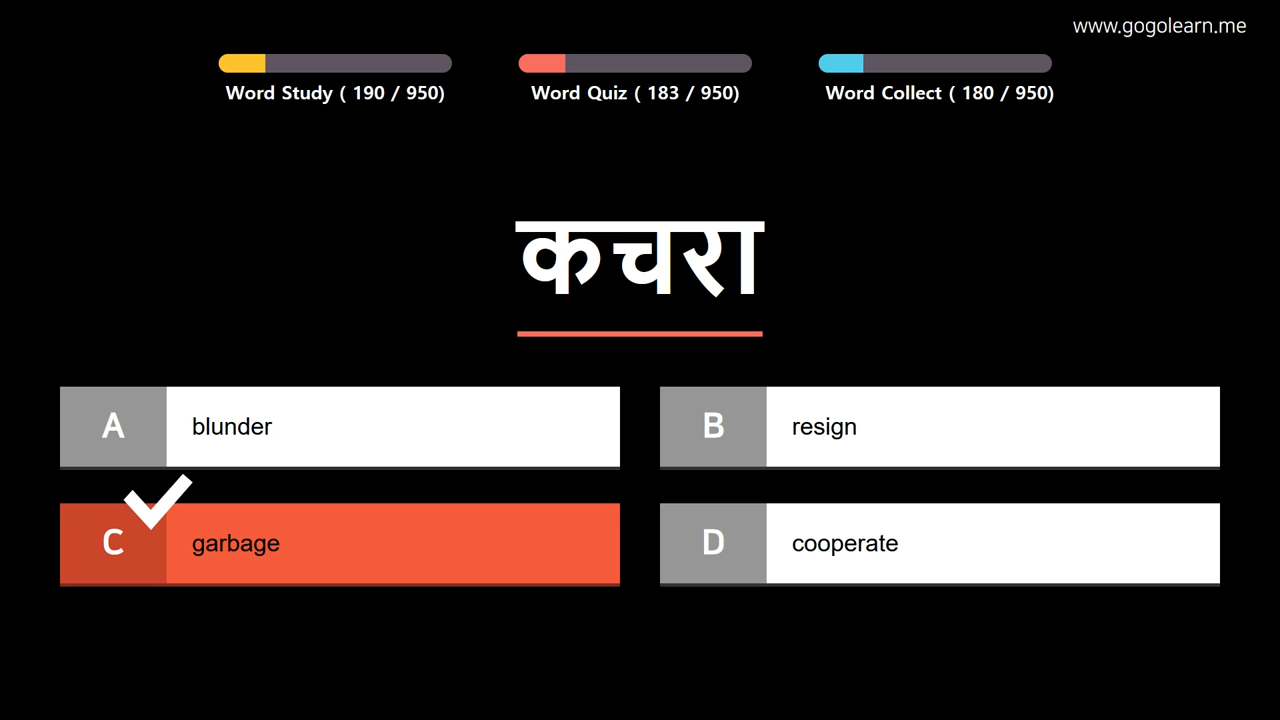 www.gogolearn.me
Word Study ( 190 / 950)
Word Quiz ( 183 / 950)
Word Collect ( 180 / 950)
कचरा
A
blunder
B
resign
C
garbage
D
cooperate